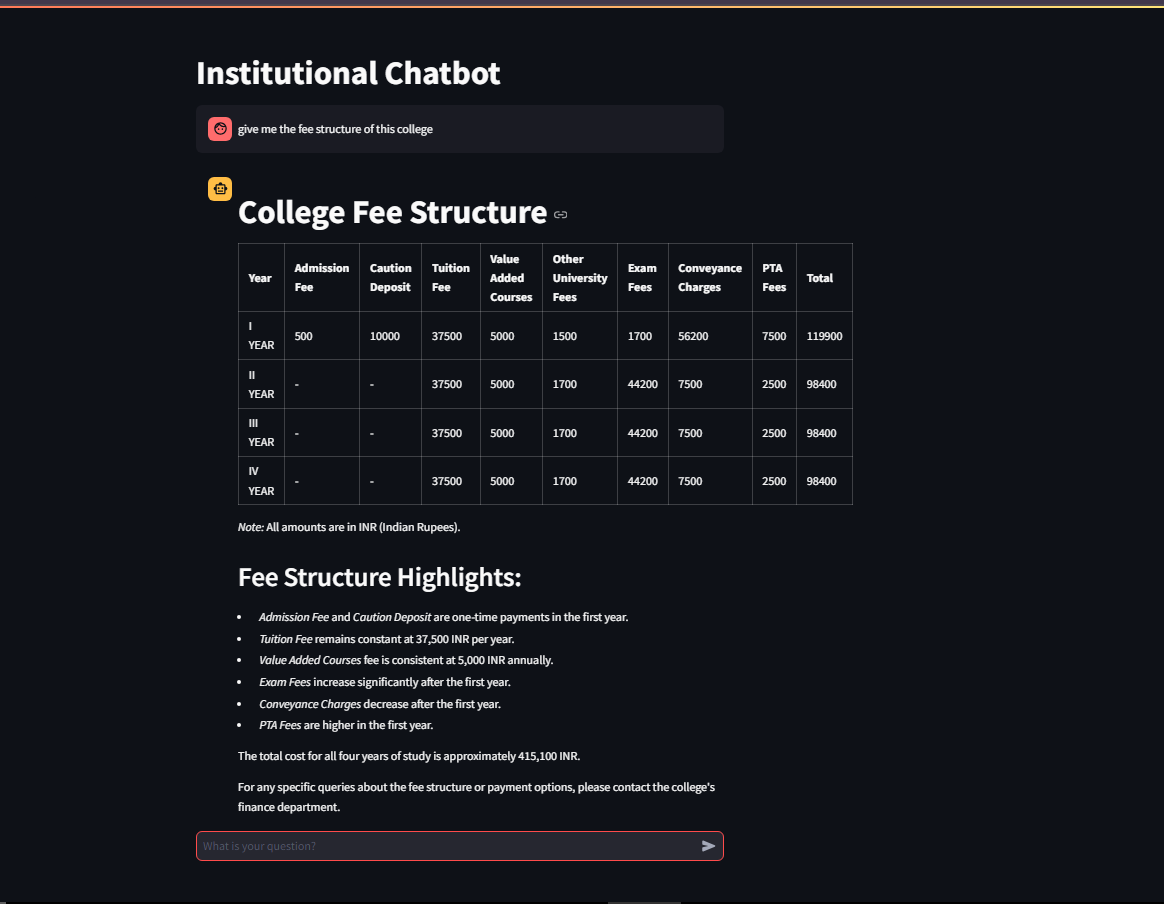 Institutional Chatbot
give me the fee structure of this college
College Fee Structure
Year Admission Fee Caution Deposit Tuition Fee Value Added Courses Other University Fees Exam Fees Conveyance Charges PTA Fees Total
I YEAR 500 10000 37500 5000 1500 1700 56200 7500 119900
II YEAR - - 37500 5000 1700 44200 7500 2500 98400
III YEAR - - 37500 5000 1700 44200 7500 2500 98400
IV YEAR - - 37500 5000 1700 44200 7500 2500 98400
Note: All amounts are in INR (Indian Rupees).
Fee Structure Highlights:
• Admission Fee and Caution Deposit are one-time payments in the first year.
• Tuition Fee remains constant at 37,500 INR per year.
• Value Added Courses fee is consistent at 5,000 INR annually.
• Exam Fees increase significantly after the first year.
• Conveyance Charges decrease after the first year.
• PTA Fees are higher in the first year.
The total cost for all four years of study is approximately 415,100 INR.
For any specific queries about the fee structure or payment options, please contact the college's
finance department.
What is your question?